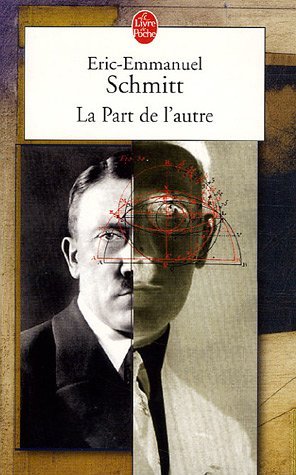 Le Livre de Poche
Eric-Emmanuel
Schmitt
La Part de l'autre